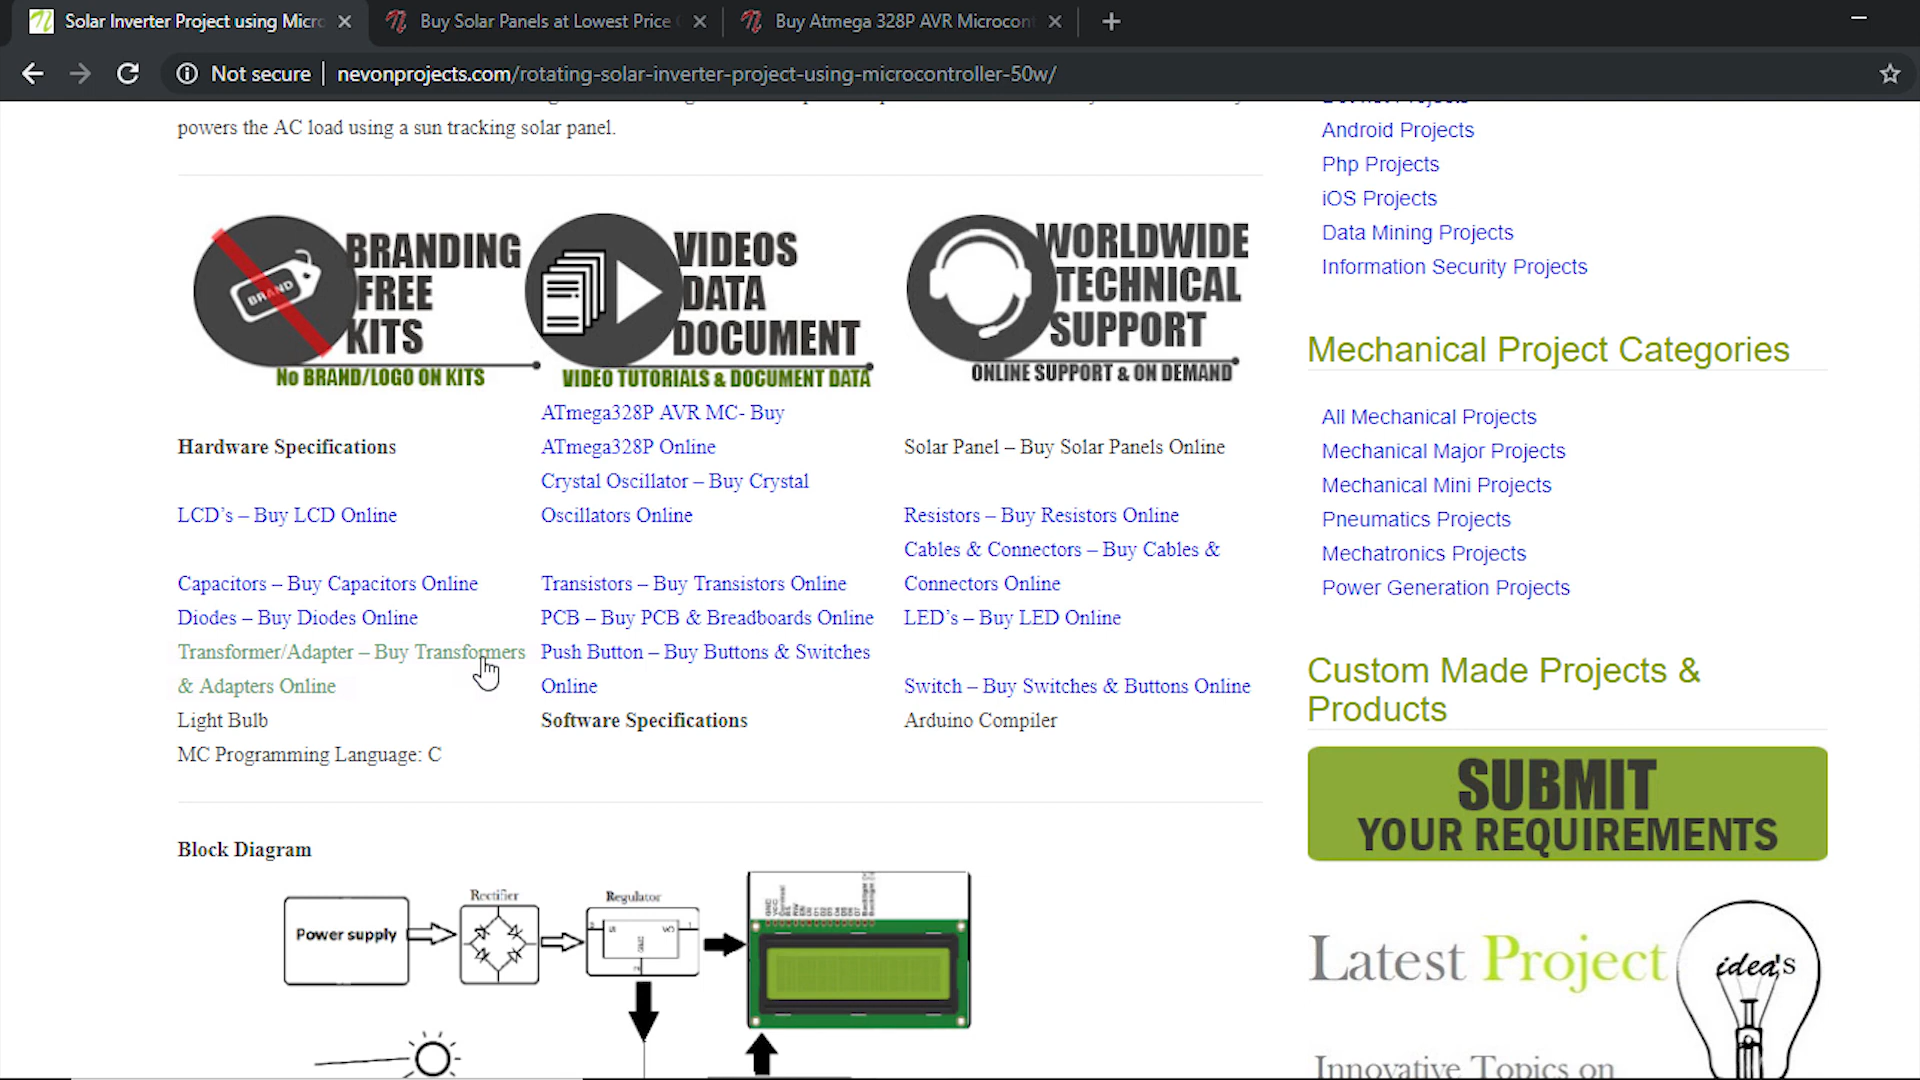 Solar Inverter Project using Micro
Buy Solar Panels at Lowest Price
Buy Atmega 328P AVR Microcon
Not secure
nevonprojects.com/rotating-solar-inverter-project-using-microcontroller-50w/
powers the AC load using a sun tracking solar panel.
BRAND
BRANDING
FREE
KITS
No BRAND/LOGO ON KITS
VIDEOS
DATA
DOCUMENT
VIDEO TUTORIALS & DOCUMENT DATA
WORLDWIDE
TECHNICAL
SUPPORT
ONLINE SUPPORT & ON DEMAND
Hardware Specifications
ATmega328P AVR MC- Buy
ATmega328P Online
Solar Panel – Buy Solar Panels Online
LCD's – Buy LCD Online
Crystal Oscillator – Buy Crystal
Oscillators Online
Resistors – Buy Resistors Online
Capacitors – Buy Capacitors Online
Transistors – Buy Transistors Online
Cables & Connectors – Buy Cables &
Connectors Online
Diodes – Buy Diodes Online
PCB – Buy PCB & Breadboards Online
LED's – Buy LED Online
Transformer/Adapter – Buy Transformers
& Adapters Online
Push Button – Buy Buttons & Switches
Online
Switch – Buy Switches & Buttons Online
Light Bulb
Software Specifications
Arduino Compiler
MC Programming Language: C
Block Diagram
Power supply
Rectifier
Regulator
Android Projects
Php Projects
iOS Projects
Data Mining Projects
Information Security Projects
Mechanical Project Categories
All Mechanical Projects
Mechanical Major Projects
Mechanical Mini Projects
Pneumatics Projects
Mechatronics Projects
Power Generation Projects
Custom Made Projects &
Products
SUBMIT
YOUR REQUIREMENTS
Latest Project
idea's
Innovative Topics on